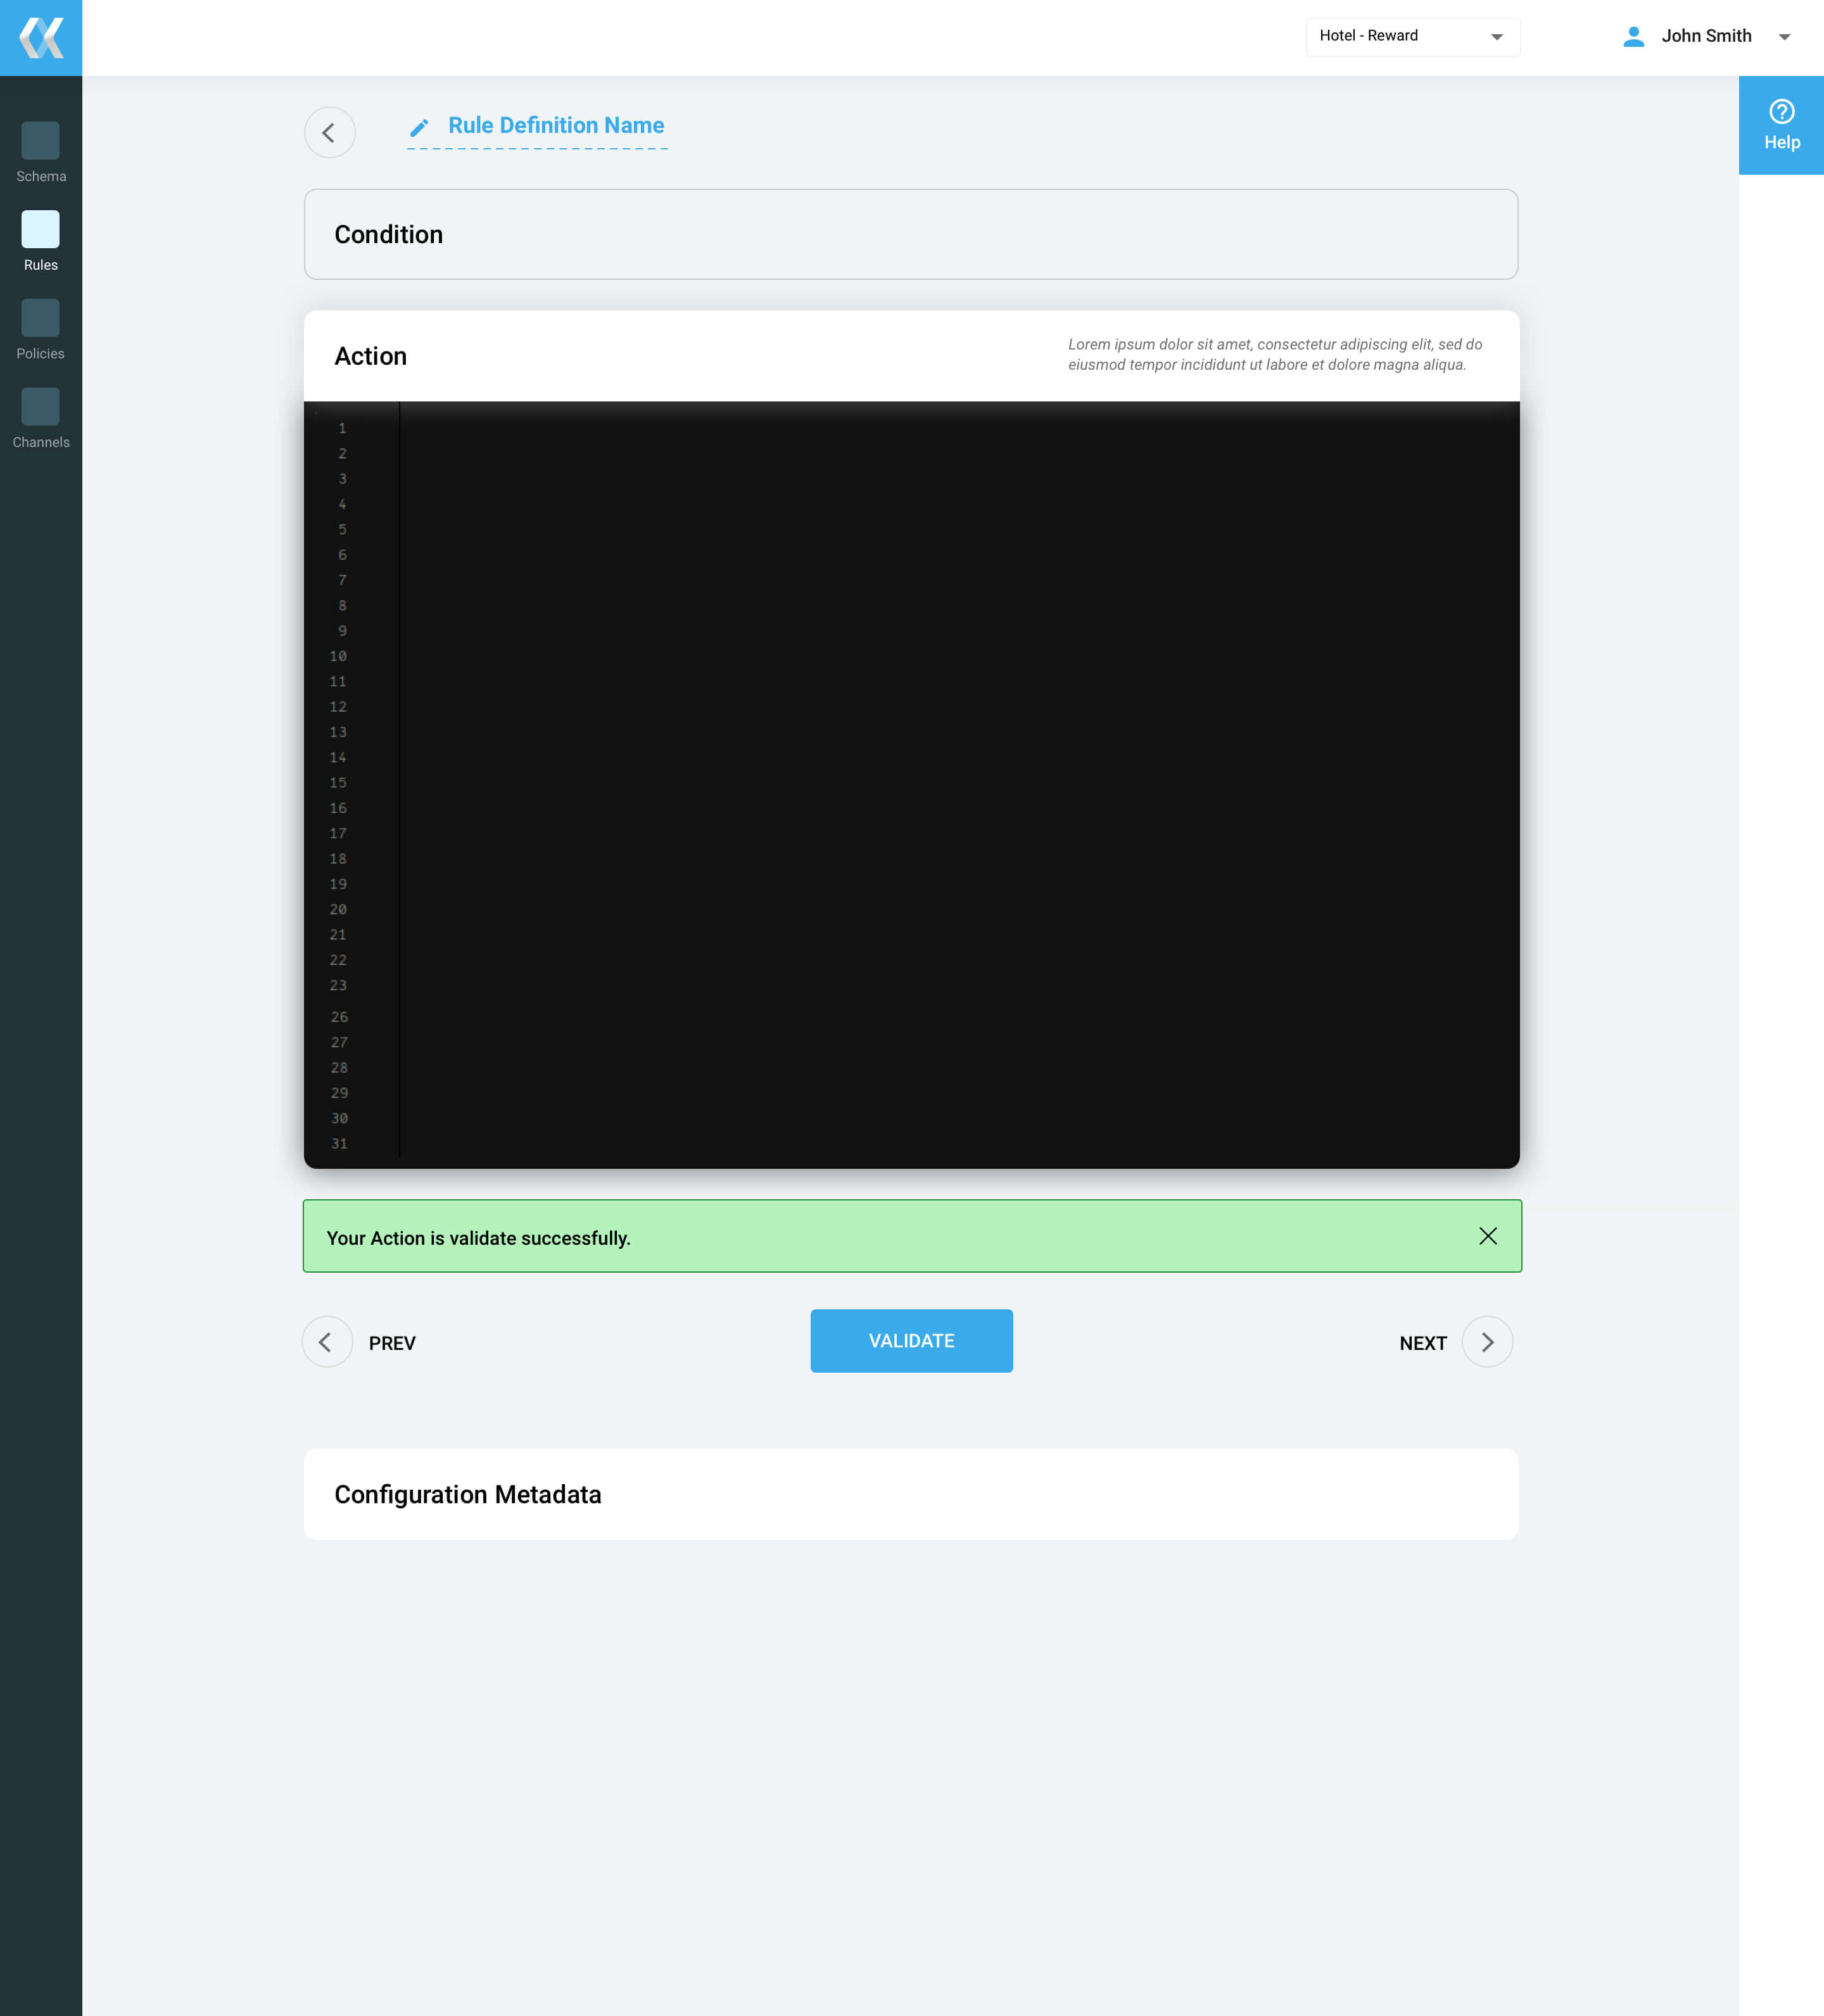 Hotel - Reward
John Smith
Help
Schema
Rules
Policies
Channels
Rule Definition Name
Condition
Action
Lorem ipsum dolor sit amet, consectetur adipiscing elit, sed do
eiusmod tempor incididunt ut labore et dolore magna aliqua.
1
2
3
4
5
6
7
8
9
10
11
12
13
14
15
16
17
18
19
20
21
22
23
26
27
28
29
30
31
Your Action is validate successfully.
PREV
VALIDATE
NEXT
Configuration Metadata